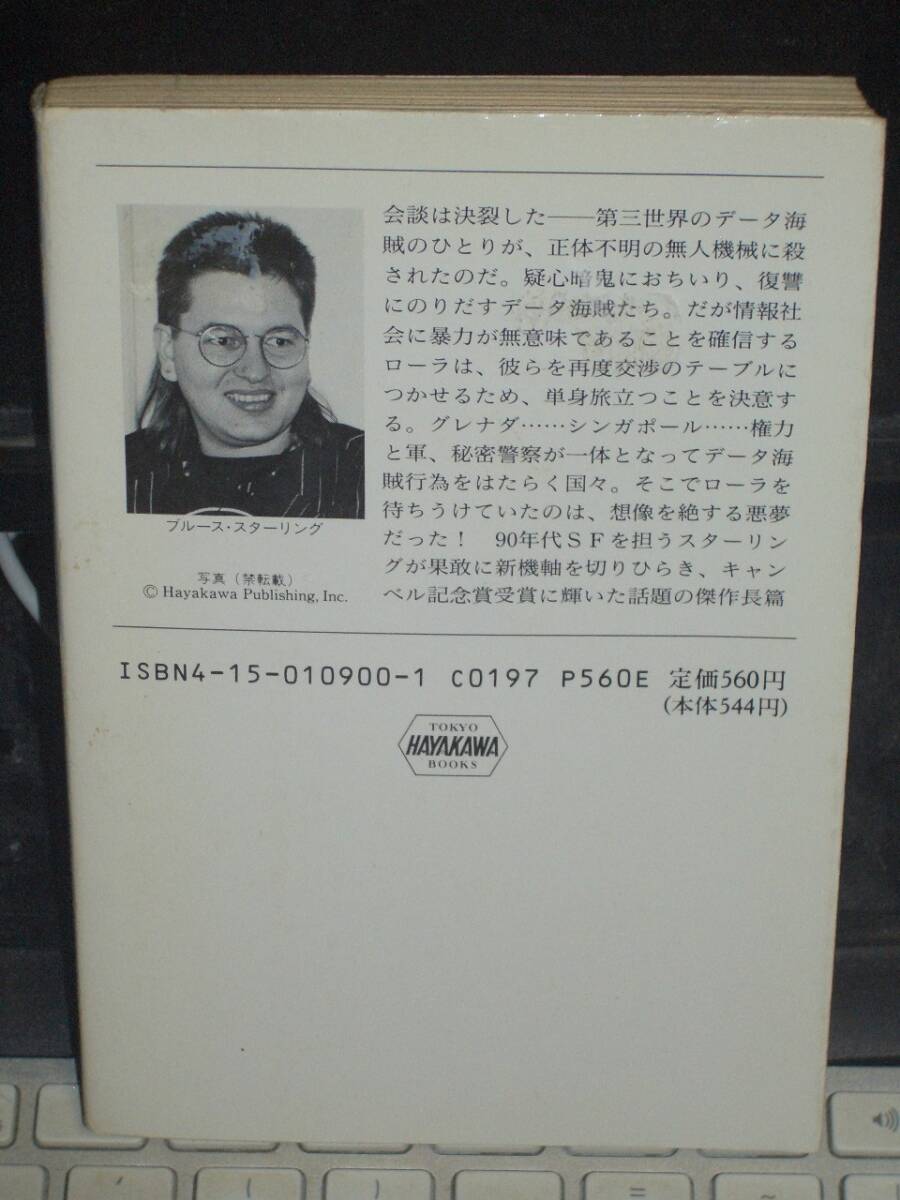 会談は決裂した――第三世界のデータ海
賊のひとりが、正体不明の無人機械に殺
されたのだ。疑心暗鬼におちいり、復讐
にのりだすデータ海賊たち。だが情報社
会に暴力が無意味であることを確信する
ローラは、彼らを再度交渉のテーブルに
つかせるため、単身旅立つことを決意す
る。グレナダ……シンガポール……権力
と軍、秘密警察が一体となってデータ海
賊行為をはたらく国々。そこでローラを
待ちうけていたのは、想像を絶する悪夢
だった！　90年代ＳＦを担うスターリン
グが果敢に新機軸を切りひらき、キャン
ベル記念賞受賞に輝いた話題の傑作長篇
ブルース・スターリング
写真（禁転載）
© Hayakawa Publishing, Inc.
ISBN4-15-010900-1 C0197 P560E 定価560円
(本体544円)
TOKYO
HAYAKAWA
BOOKS